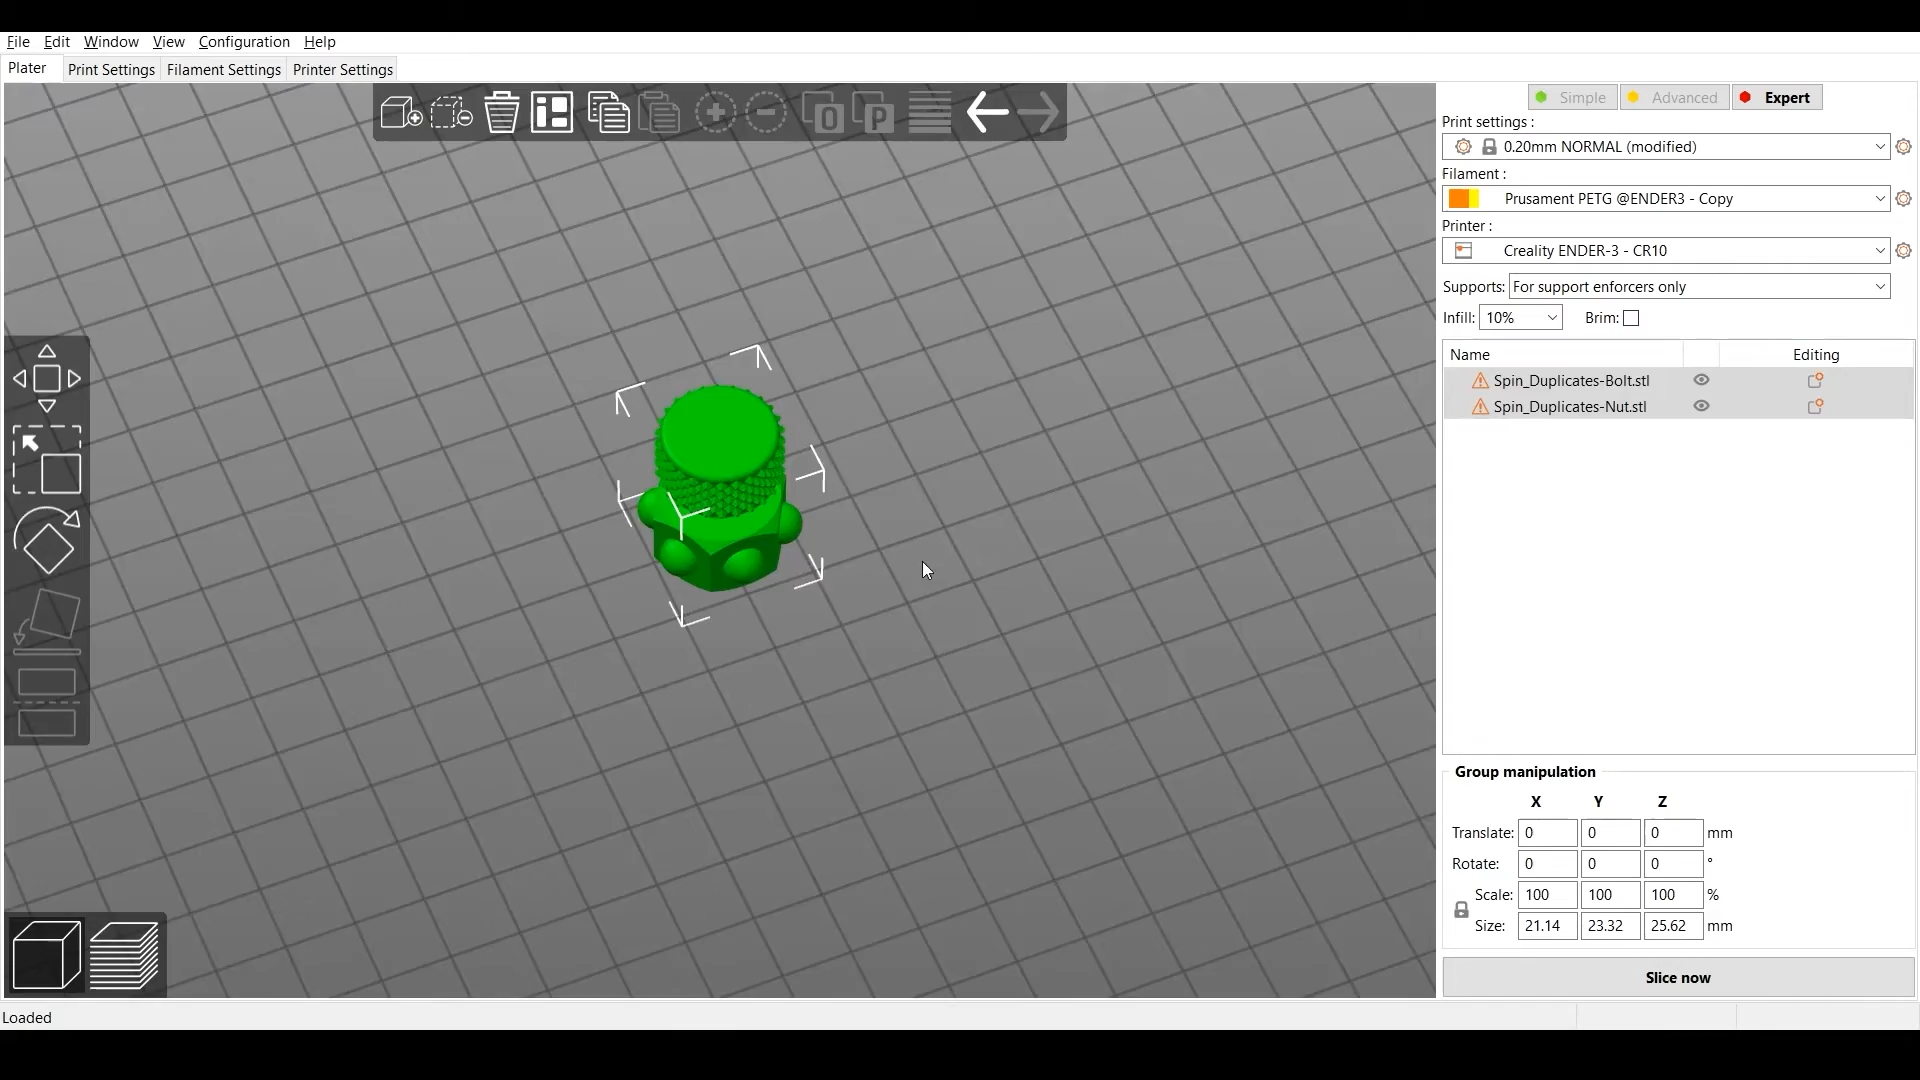 File Edit Window View Configuration Help
Plater Print Settings Filament Settings Printer Settings
Simple Advanced Expert
Print settings :
0.20mm NORMAL (modified)
Filament :
Prusament PETG @ENDER3 - Copy
Printer :
Creality ENDER-3 - CR10
Supports: For support enforcers only
Infill: 10% Brim:
Name Editing
Spin_Duplicates-Bolt.stl
Spin_Duplicates-Nut.stl
Group manipulation
X Y Z
Translate: 0 0 0 mm
Rotate: 0 0 0 °
Scale: 100 100 100 %
Size: 21.14 23.32 25.62 mm
Slice now
Loaded
O P